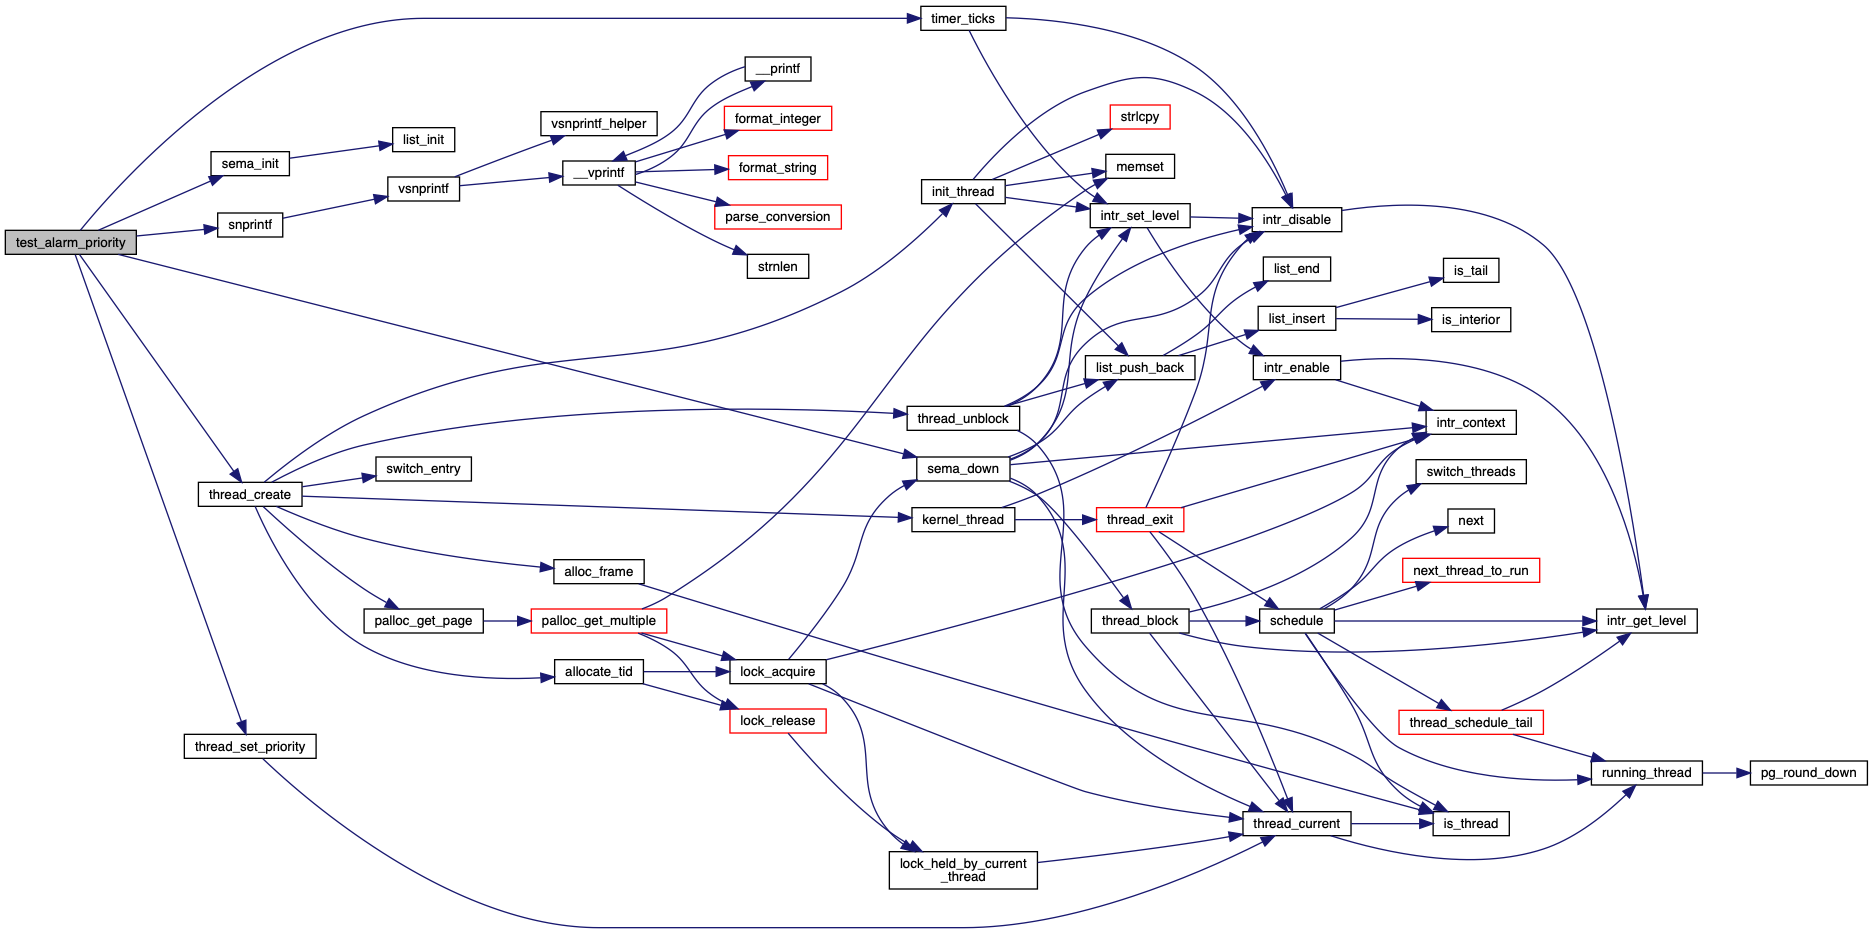 timer_ticks
__printf
strlcpy
format_integer
vsnprintf_helper
list_init
sema_init
format_string
memset
__vprintf
vsnprintf
init_thread
intr_set_level
parse_conversion
intr_disable
snprintf
test_alarm_priority
strnlen
list_end
is_tail
list_insert
is_interior
list_push_back
intr_enable
thread_unblock
intr_context
switch_entry
sema_down
switch_threads
thread_create
kernel_thread
thread_exit
next
alloc_frame
next_thread_to_run
palloc_get_page
palloc_get_multiple
thread_block
schedule
intr_get_level
allocate_tid
lock_acquire
lock_release
thread_schedule_tail
thread_set_priority
running_thread
pg_round_down
thread_current
is_thread
lock_held_by_current
_thread